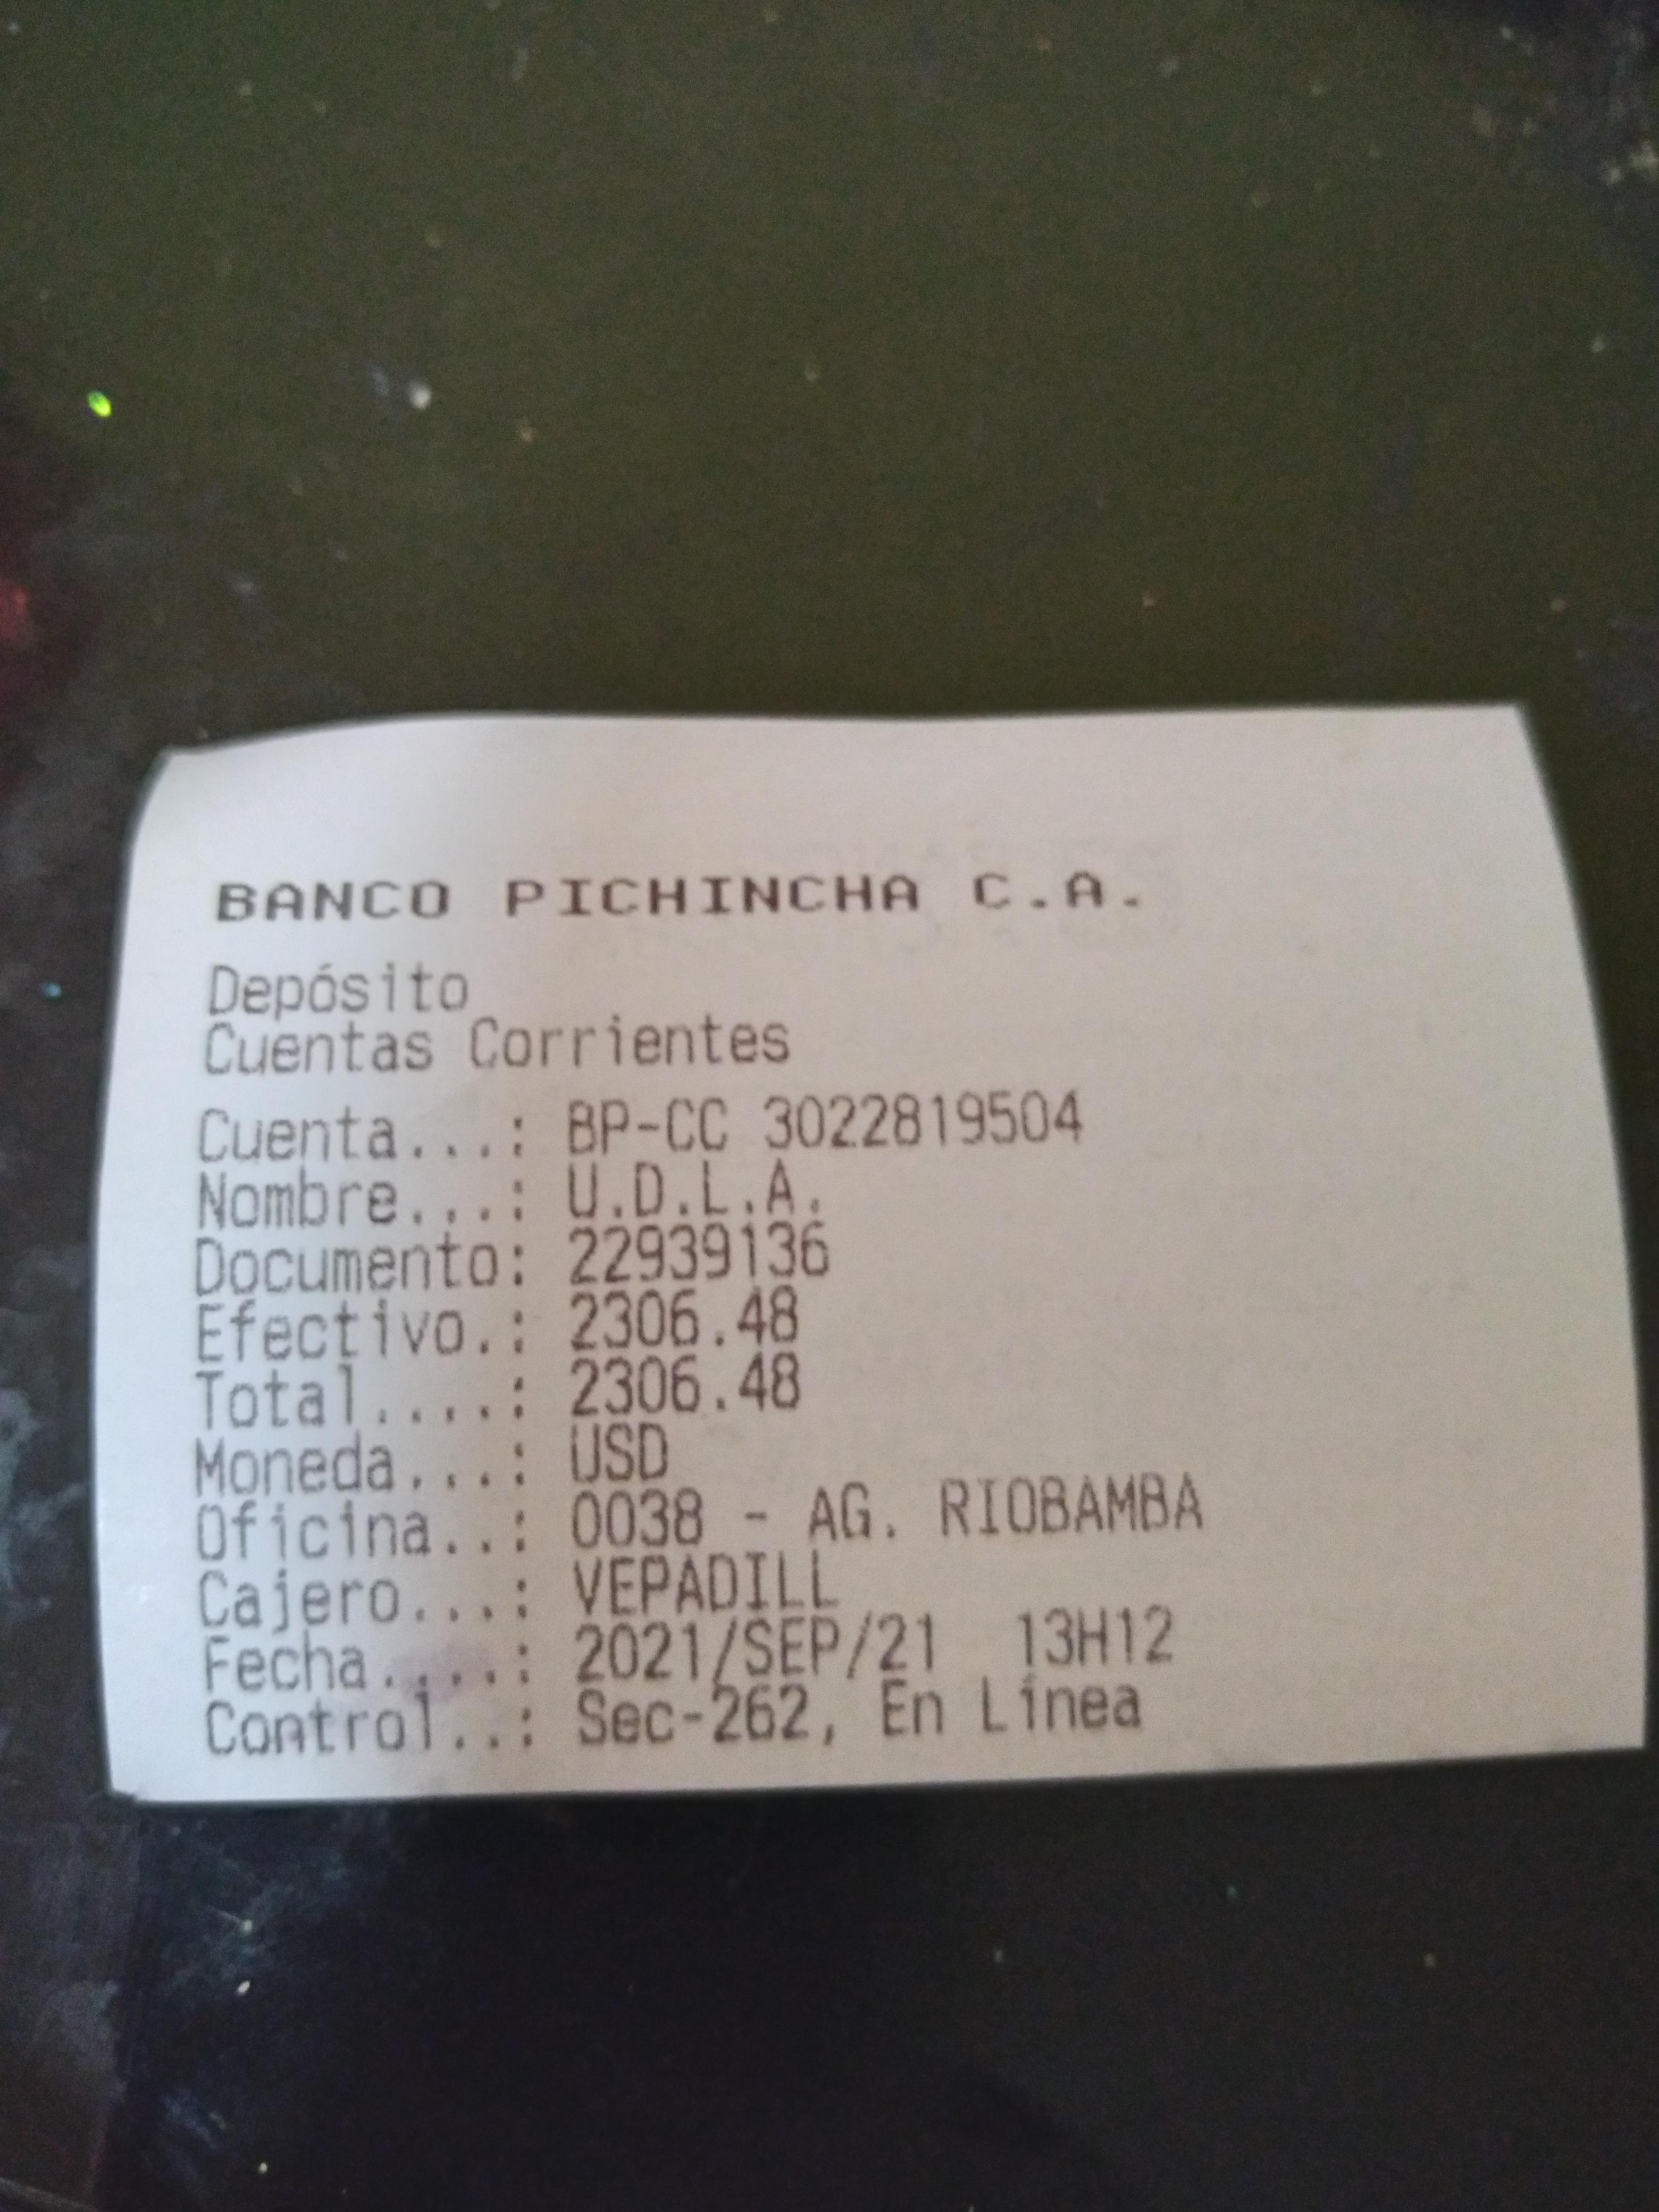 BANCO PICHINCHA C.A.
Depósito
Cuentas Corrientes
Cuenta...: BP-CC 3022819504
Nombre...: U.D.L.A.
Documento: 22939136
Efectivo.: 2306.48
Total....: 2306.48
Moneda...: USD
Oficina..: 0038 - AG. RIOBAMBA
Cajero...: VEPADILL
Fecha....: 2021/SEP/21 13H12
Control..: Sec-262, En Línea